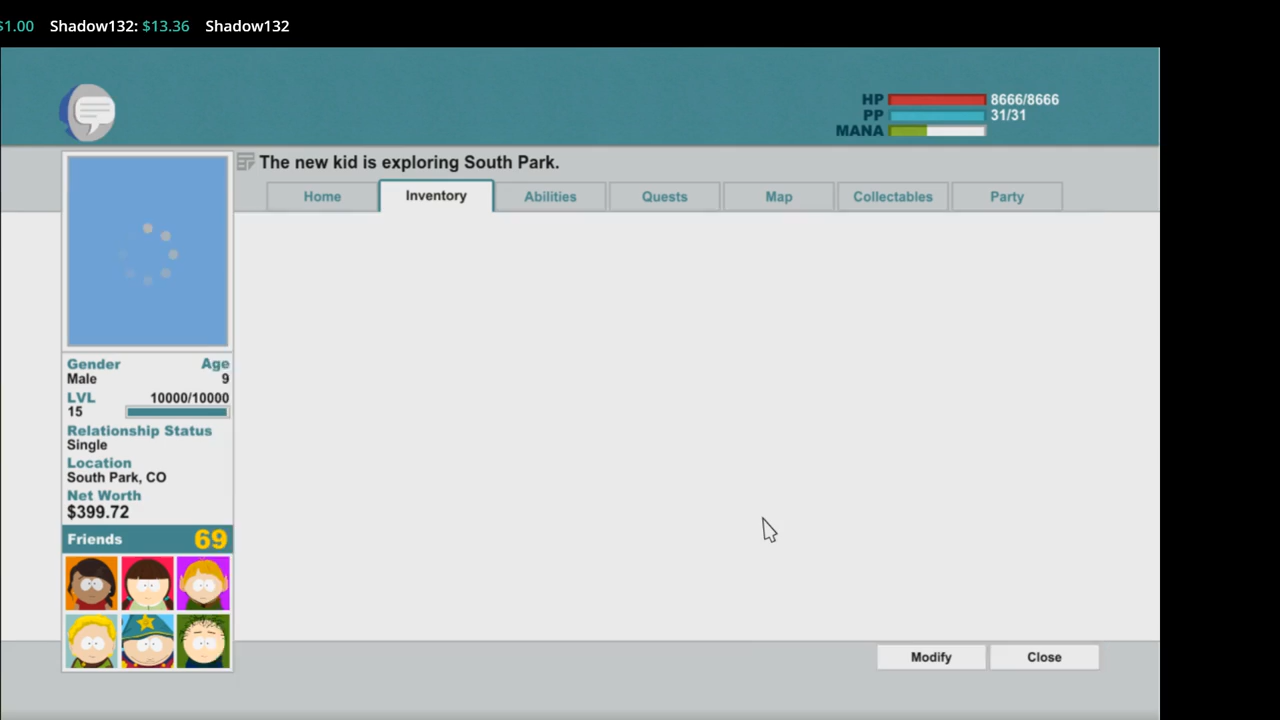 $1.00 Shadow132: $13.36 Shadow132
HP 8666/8666
PP 31/31
MANA
The new kid is exploring South Park.
Home Inventory Abilities Quests Map Collectables Party
Gender Age
Male 9
LVL 10000/10000
15
Relationship Status
Single
Location
South Park, CO
Net Worth
$399.72
Friends 69
Modify Close